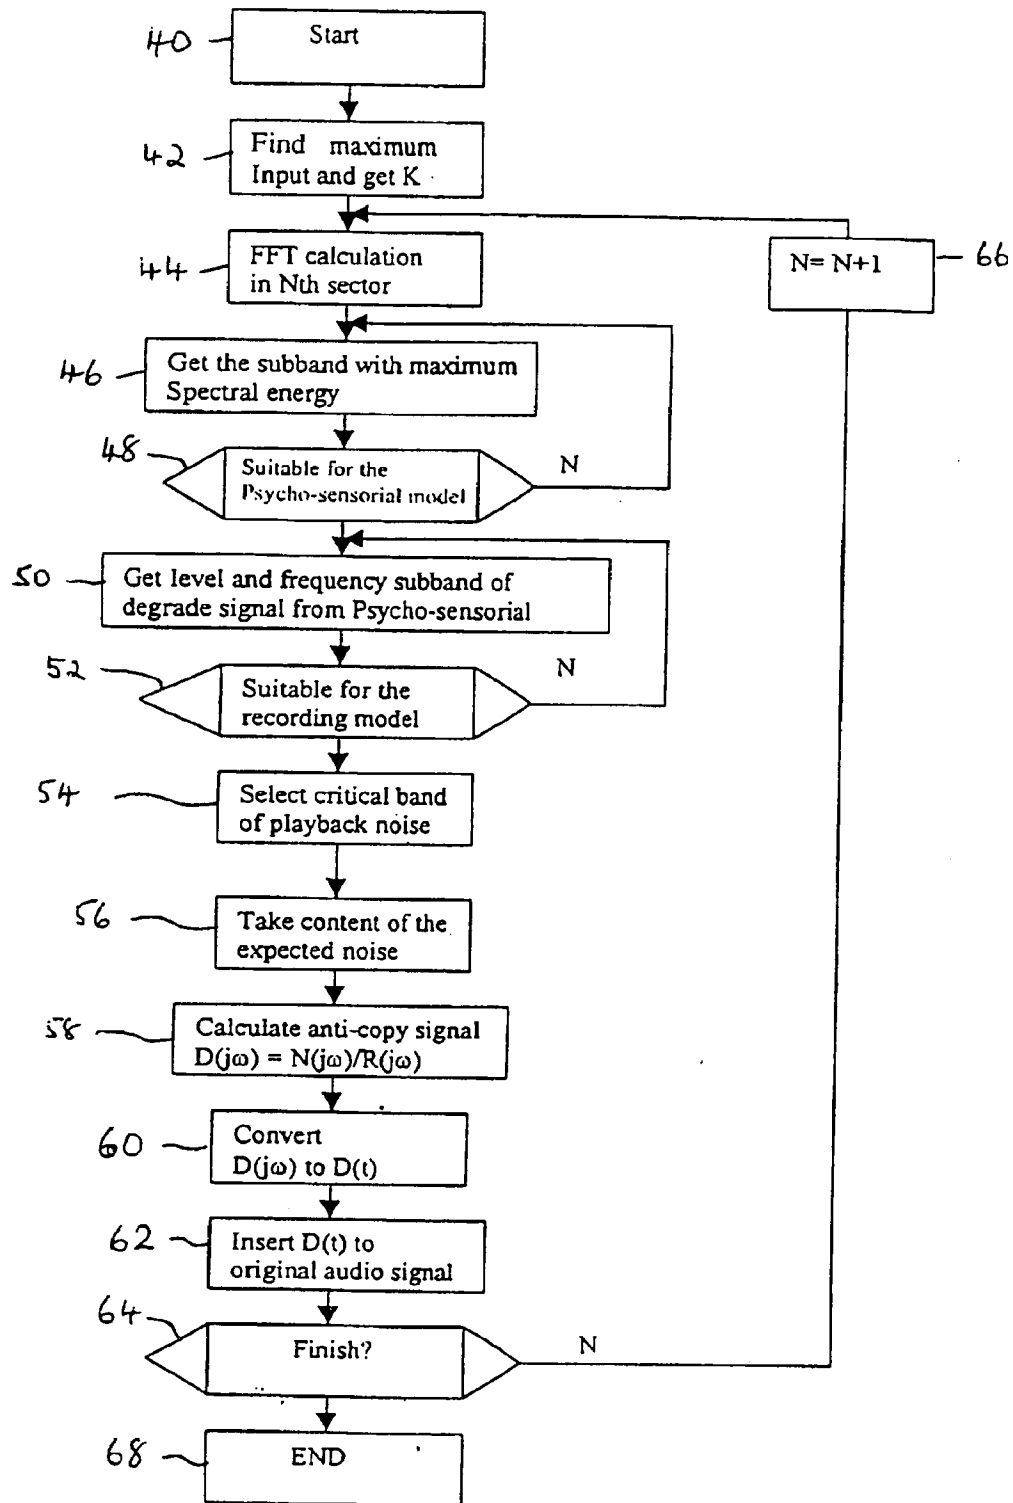 40
Start
42
Find maximum
Input and get K
44
FFT calculation
in Nth sector
N= N+1
66
46
Get the subband with maximum
Spectral energy
48
Suitable for the
Psycho-sensorial model
N
50
Get level and frequency subband of
degrade signal from Psycho-sensorial
52
Suitable for the
recording model
N
54
Select critical band
of playback noise
56
Take content of the
expected noise
58
Calculate anti-copy signal
D(jω) = N(jω)/R(jω)
60
Convert
D(jω) to D(t)
62
Insert D(t) to
original audio signal
64
Finish?
N
68
END